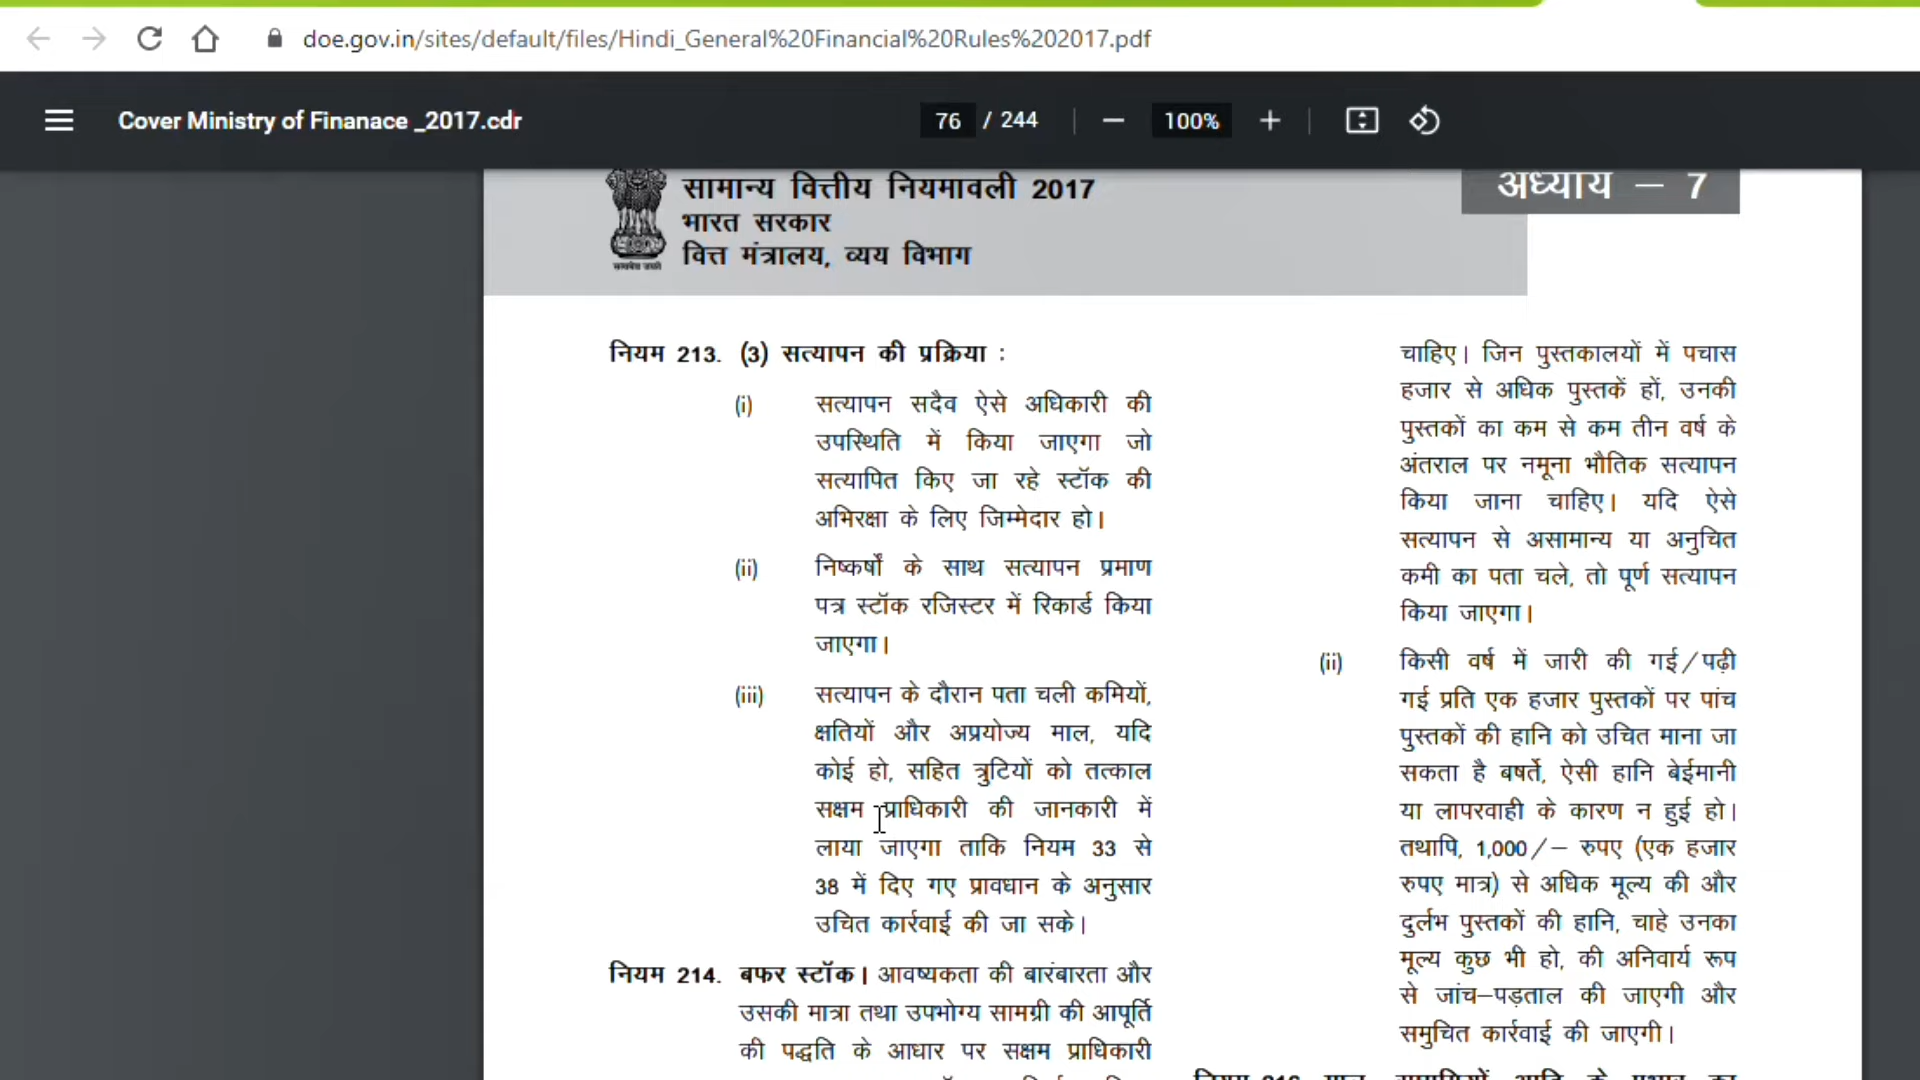 doe.gov.in/sites/default/files/Hindi_General%20Financial%20Rules%202017.pdf
Cover Ministry of Finanace _2017.cdr
76 / 244
100%
सामान्य वित्तीय नियमावली 2017
भारत सरकार
वित्त मंत्रालय, व्यय विभाग
अध्याय – 7
नियम 213. (3) सत्यापन की प्रक्रिया :
(i) सत्यापन सदैव ऐसे अधिकारी की
उपस्थिति में किया जाएगा जो
सत्यापित किए जा रहे स्टॉक की
अभिरक्षा के लिए जिम्मेदार हो।
(ii) निष्कर्षों के साथ सत्यापन प्रमाण
पत्र स्टॉक रजिस्टर में रिकार्ड किया
जाएगा।
(iii) सत्यापन के दौरान पता चली कमियों,
क्षतियों और अप्रयोज्य माल, यदि
कोई हो, सहित त्रुटियों को तत्काल
सक्षम प्राधिकारी की जानकारी में
लाया जाएगा ताकि नियम 33 से
38 में दिए गए प्रावधान के अनुसार
उचित कार्रवाई की जा सके।
नियम 214. बफर स्टॉक। आवष्यकता की बारंबारता और
उसकी मात्रा तथा उपभोग्य सामग्री की आपूर्ति
की पद्धति के आधार पर सक्षम प्राधिकारी
चाहिए। जिन पुस्तकालयों में पचास
हजार से अधिक पुस्तकें हों, उनकी
पुस्तकों का कम से कम तीन वर्ष के
अंतराल पर नमूना भौतिक सत्यापन
किया जाना चाहिए। यदि ऐसे
सत्यापन से असामान्य या अनुचित
कमी का पता चले, तो पूर्ण सत्यापन
किया जाएगा।
(ii) किसी वर्ष में जारी की गई/पढ़ी
गई प्रति एक हजार पुस्तकों पर पांच
पुस्तकों की हानि को उचित माना जा
सकता है बषर्ते, ऐसी हानि बेईमानी
या लापरवाही के कारण न हुई हो।
तथापि, 1,000/– रुपए (एक हजार
रुपए मात्र) से अधिक मूल्य की और
दुर्लभ पुस्तकों की हानि, चाहे उनका
मूल्य कुछ भी हो, की अनिवार्य रूप
से जांच–पड़ताल की जाएगी और
समुचित कार्रवाई की जाएगी।